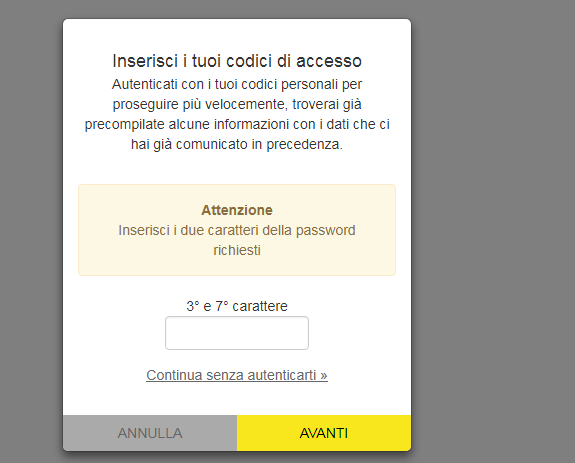 Inserisci i tuoi codici di accesso
Autenticati con i tuoi codici personali per
proseguire più velocemente, troverai già
precompilate alcune informazioni con i dati che ci
hai già comunicato in precedenza.
Attenzione
Inserisci i due caratteri della password
richiesti
3° e 7° carattere
Continua senza autenticarti »
ANNULLA
AVANTI